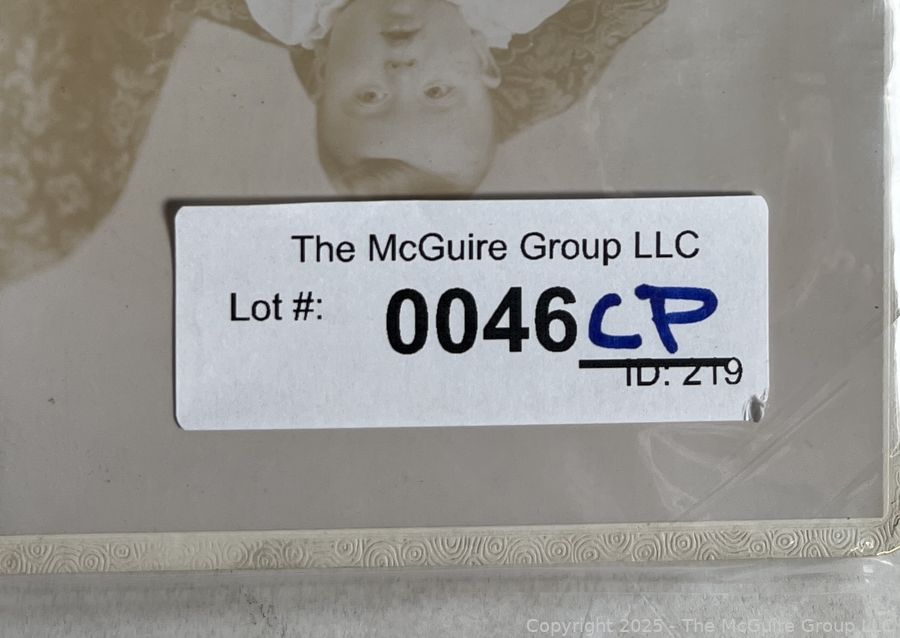 The McGuire Group LLC
Lot #: 0046CP
ID: 219
Copyright 2025 - The McGuire Group LLC